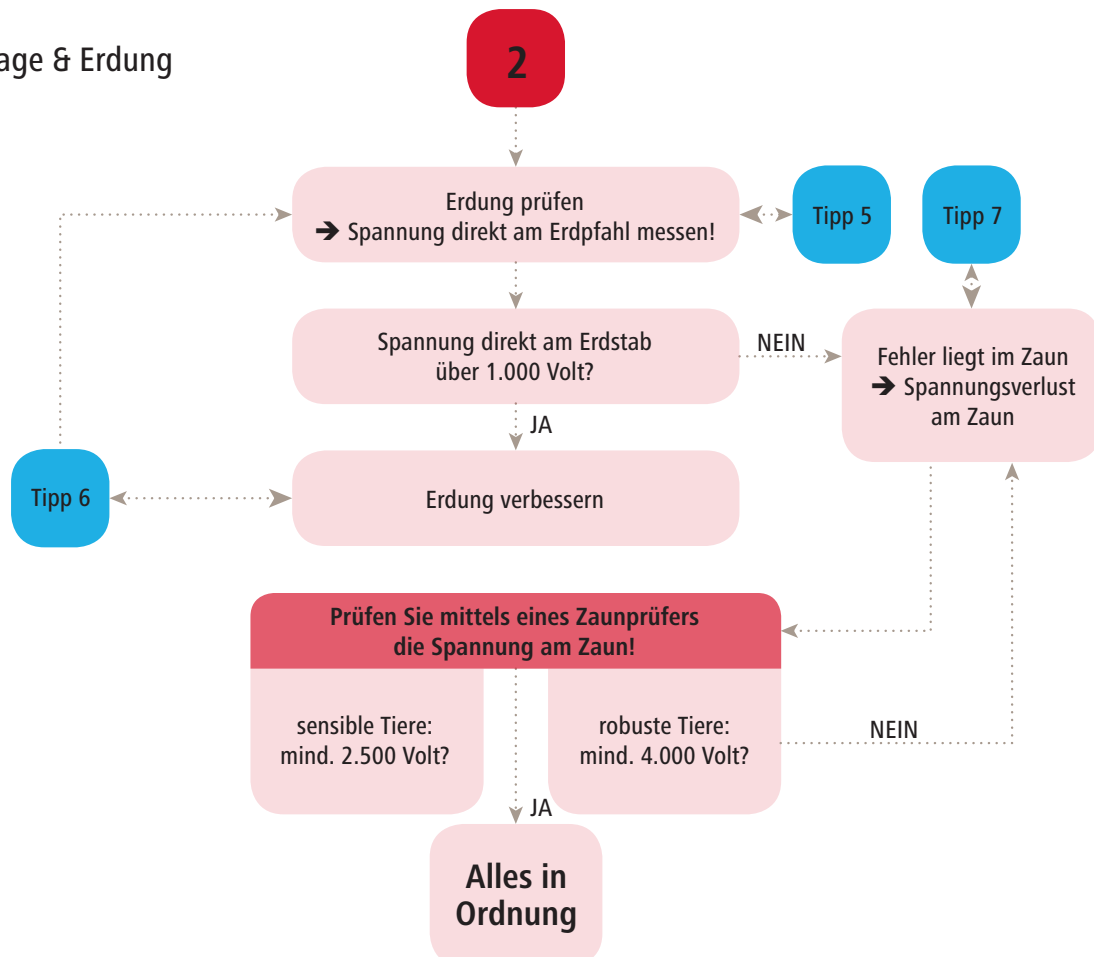 age & Erdung
2
Erdung prüfen
➔ Spannung direkt am Erdpfahl messen!
Tipp 5
Tipp 7
Spannung direkt am Erdstab
über 1.000 Volt?
NEIN
Fehler liegt im Zaun
➔ Spannungsverlust
am Zaun
JA
Tipp 6
Erdung verbessern
Prüfen Sie mittels eines Zaunprüfers
die Spannung am Zaun!
sensible Tiere:
mind. 2.500 Volt?
robuste Tiere:
mind. 4.000 Volt?
NEIN
JA
Alles in
Ordnung